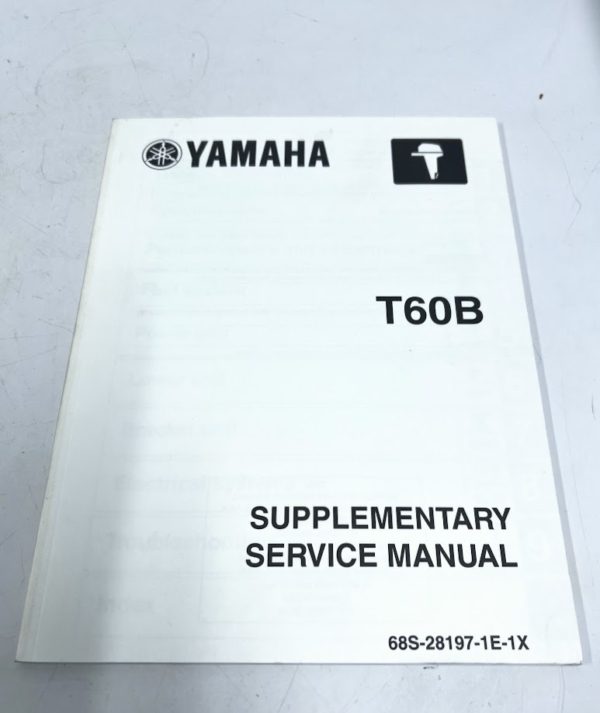 YAMAHA
T60B
SUPPLEMENTARY
SERVICE MANUAL
68S-28197-1E-1X